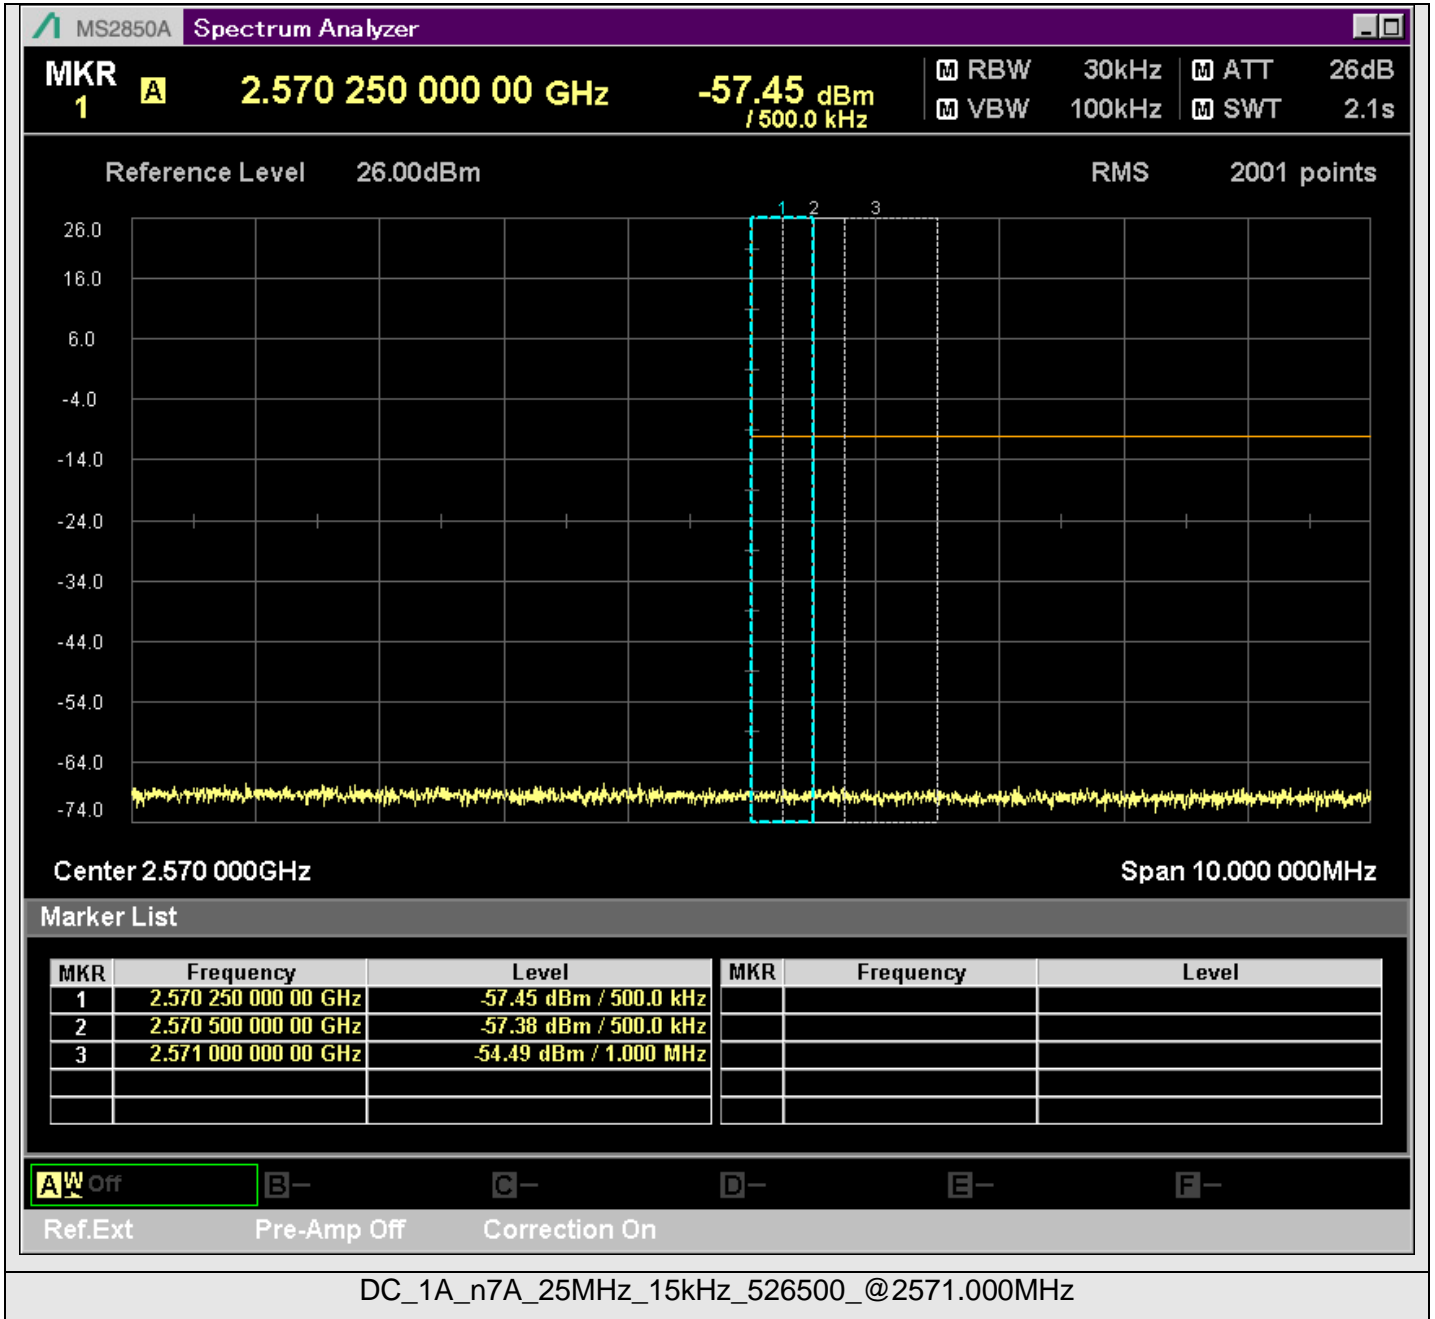 MS2850A Spectrum Analyzer
MKR 1 A 2.570 250 000 00 GHz -57.45 dBm / 500.0 kHz
M RBW 30kHz M ATT 26dB
M VBW 100kHz M SWT 2.1s
Reference Level 26.00dBm RMS 2001 points
1 2 3
26.0
16.0
6.0
-4.0
-14.0
-24.0
-34.0
-44.0
-54.0
-64.0
-74.0
Center 2.570 000GHz Span 10.000 000MHz
Marker List
MKR Frequency Level MKR Frequency Level
1 2.570 250 000 00 GHz -57.45 dBm / 500.0 kHz
2 2.570 500 000 00 GHz -57.38 dBm / 500.0 kHz
3 2.571 000 000 00 GHz -54.49 dBm / 1.000 MHz
A W Off B - C - D - E - F -
Ref.Ext Pre-Amp Off Correction On
DC_1A_n7A_25MHz_15kHz_526500_@2571.000MHz